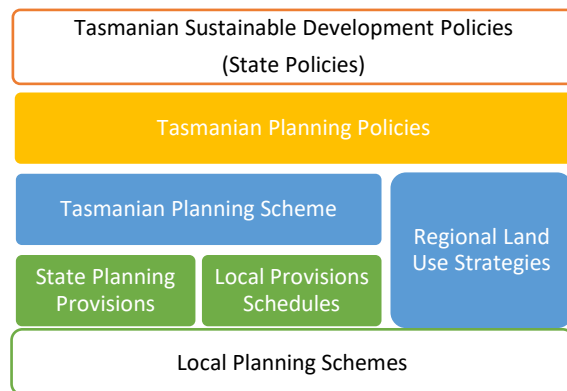 Tasmanian Sustainable Development Policies
(State Policies)
Tasmanian Planning Policies
Tasmanian Planning Scheme
Regional Land
Use Strategies
State Planning
Provisions
Local Provisions
Schedules
Local Planning Schemes